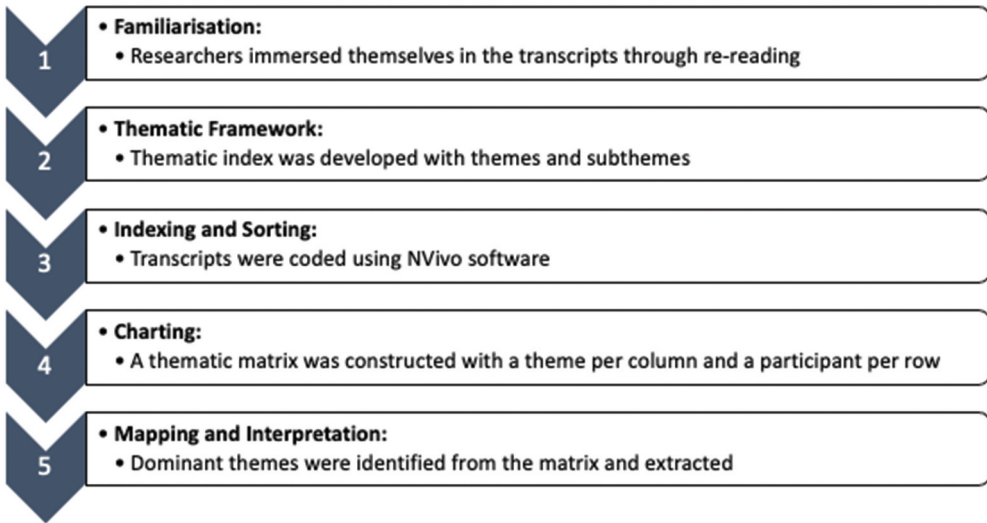 1
• Familiarisation:
• Researchers immersed themselves in the transcripts through re-reading
2
• Thematic Framework:
• Thematic index was developed with themes and subthemes
3
• Indexing and Sorting:
• Transcripts were coded using NVivo software
4
• Charting:
• A thematic matrix was constructed with a theme per column and a participant per row
5
• Mapping and Interpretation:
• Dominant themes were identified from the matrix and extracted